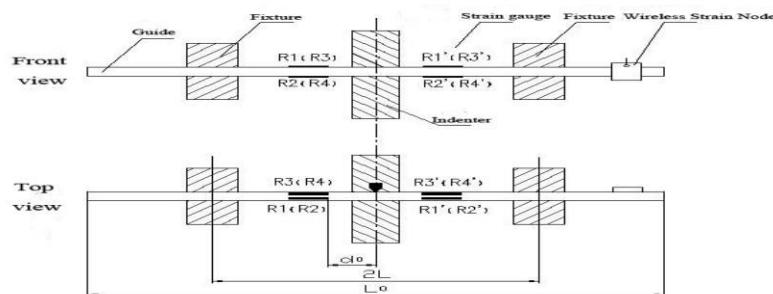 Guide
Fixture
Strain gauge
Fixture
Wireless Strain Node
Front view
R1(R3)
R1'(R3')
R2(R4)
R2'(R4')
Indenter
Top view
R3(R4)
R3'(R4')
R1(R2)
R1'(R2')
d0
2L
L0